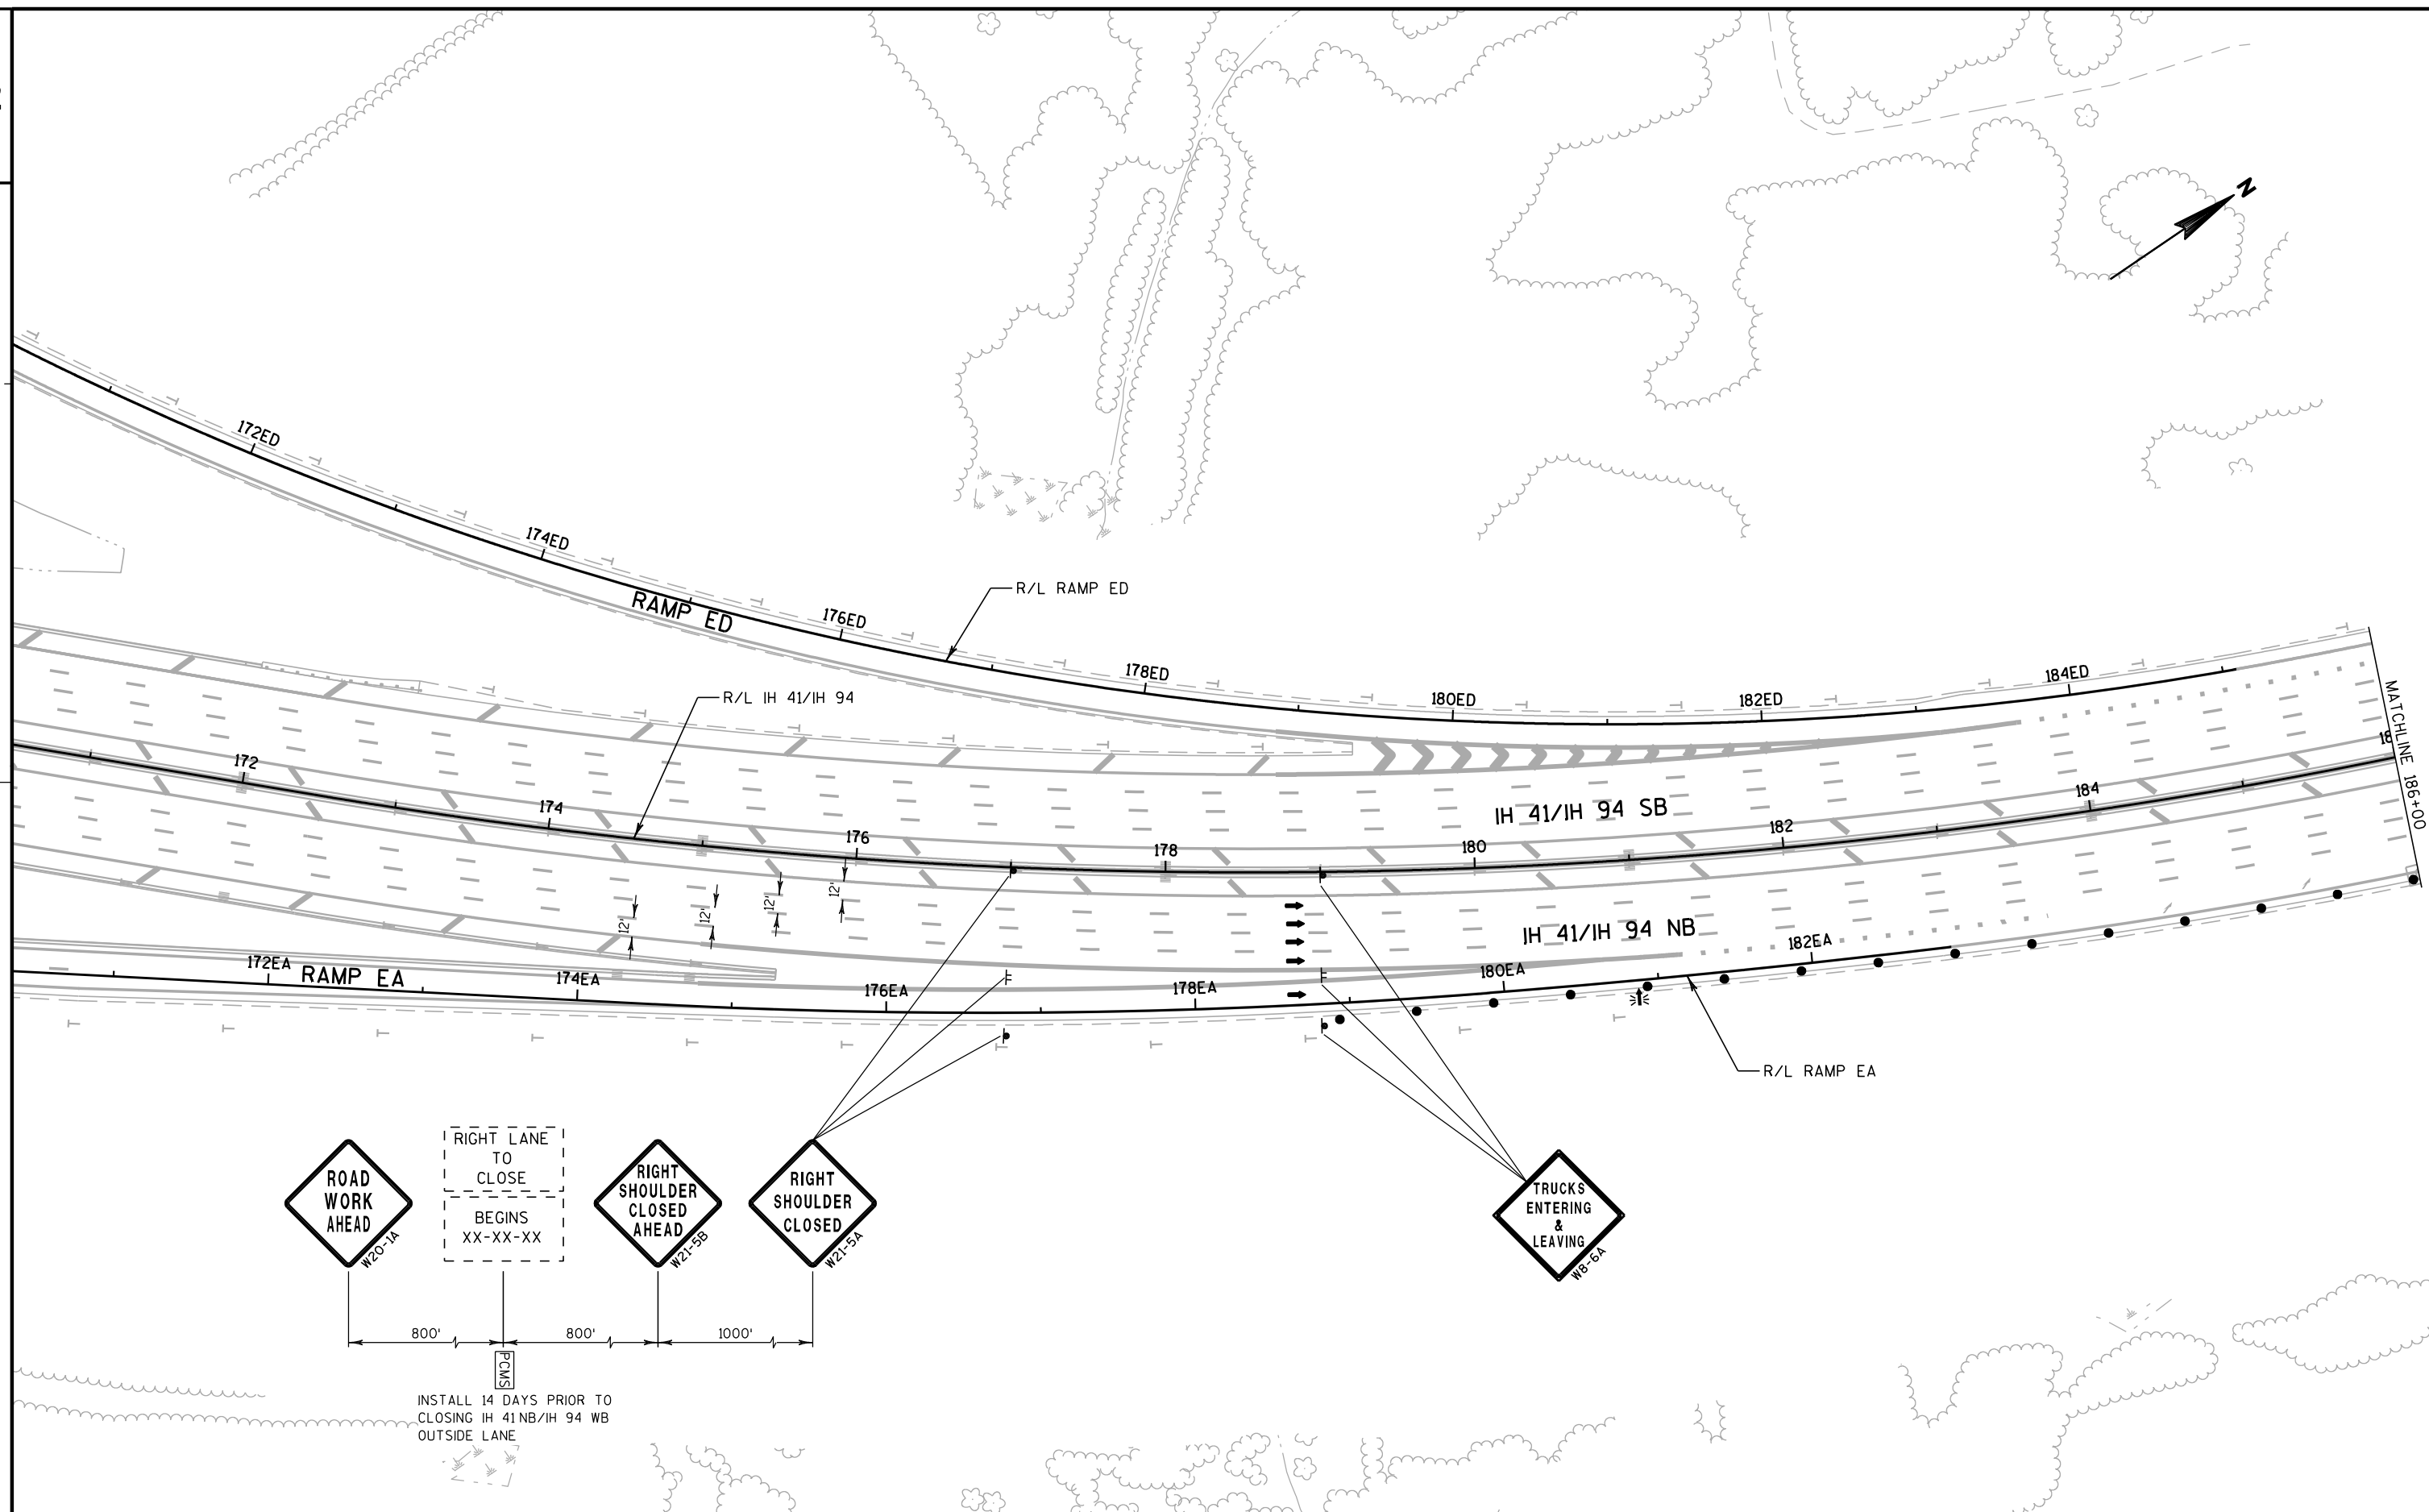 N
172ED
174ED
RAMP ED
176ED
R/L RAMP ED
178ED
180ED
182ED
184ED
MATCHLINE 186+00
R/L IH 41/IH 94
172
174
176
178
180
182
184
IH 41/IH 94 SB
12'
12'
12'
12'
IH 41/IH 94 NB
172EA
RAMP EA
174EA
176EA
178EA
180EA
182EA
R/L RAMP EA
ROAD
WORK
AHEAD
W20-1A
RIGHT LANE
TO
CLOSE
BEGINS
XX-XX-XX
RIGHT
SHOULDER
CLOSED
AHEAD
W21-5B
RIGHT
SHOULDER
CLOSED
W21-5A
TRUCKS
ENTERING
&
LEAVING
W8-6A
800'
800'
1000'
PCMS
INSTALL 14 DAYS PRIOR TO
CLOSING IH 41 NB/IH 94 WB
OUTSIDE LANE